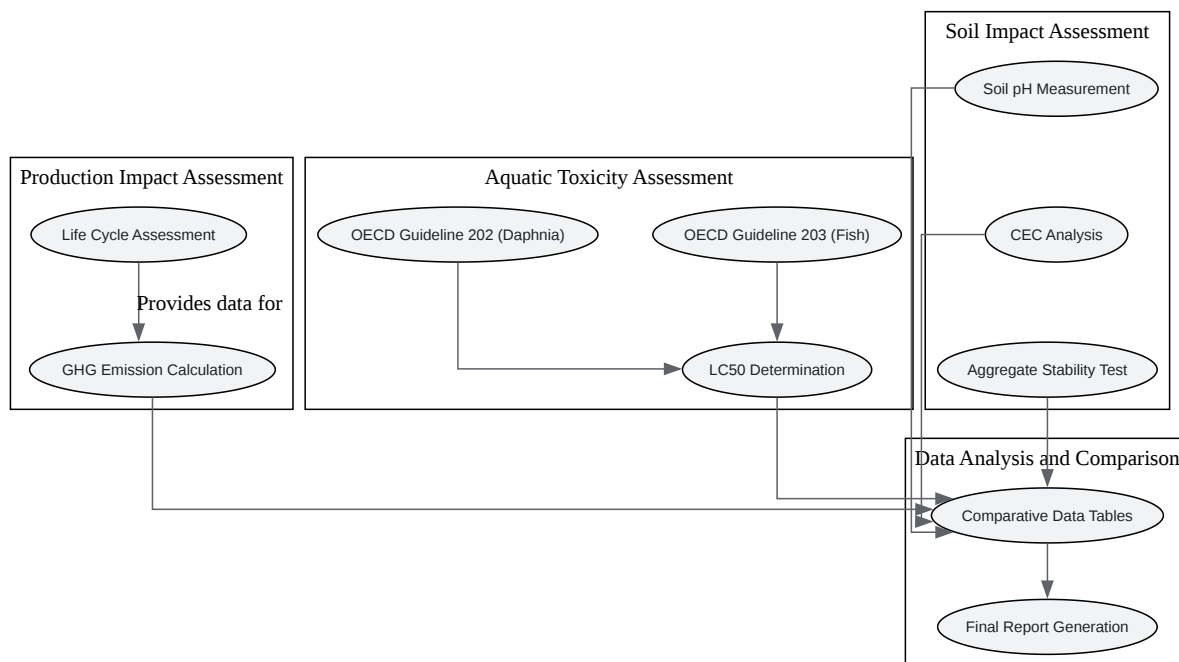 Soil Impact Assessment
Soil pH Measurement
Production Impact Assessment
Aquatic Toxicity Assessment
Life Cycle Assessment
OECD Guideline 202 (Daphnia)
OECD Guideline 203 (Fish)
CEC Analysis
Provides data for
GHG Emission Calculation
LC50 Determination
Aggregate Stability Test
Data Analysis and Comparison
Comparative Data Tables
Final Report Generation